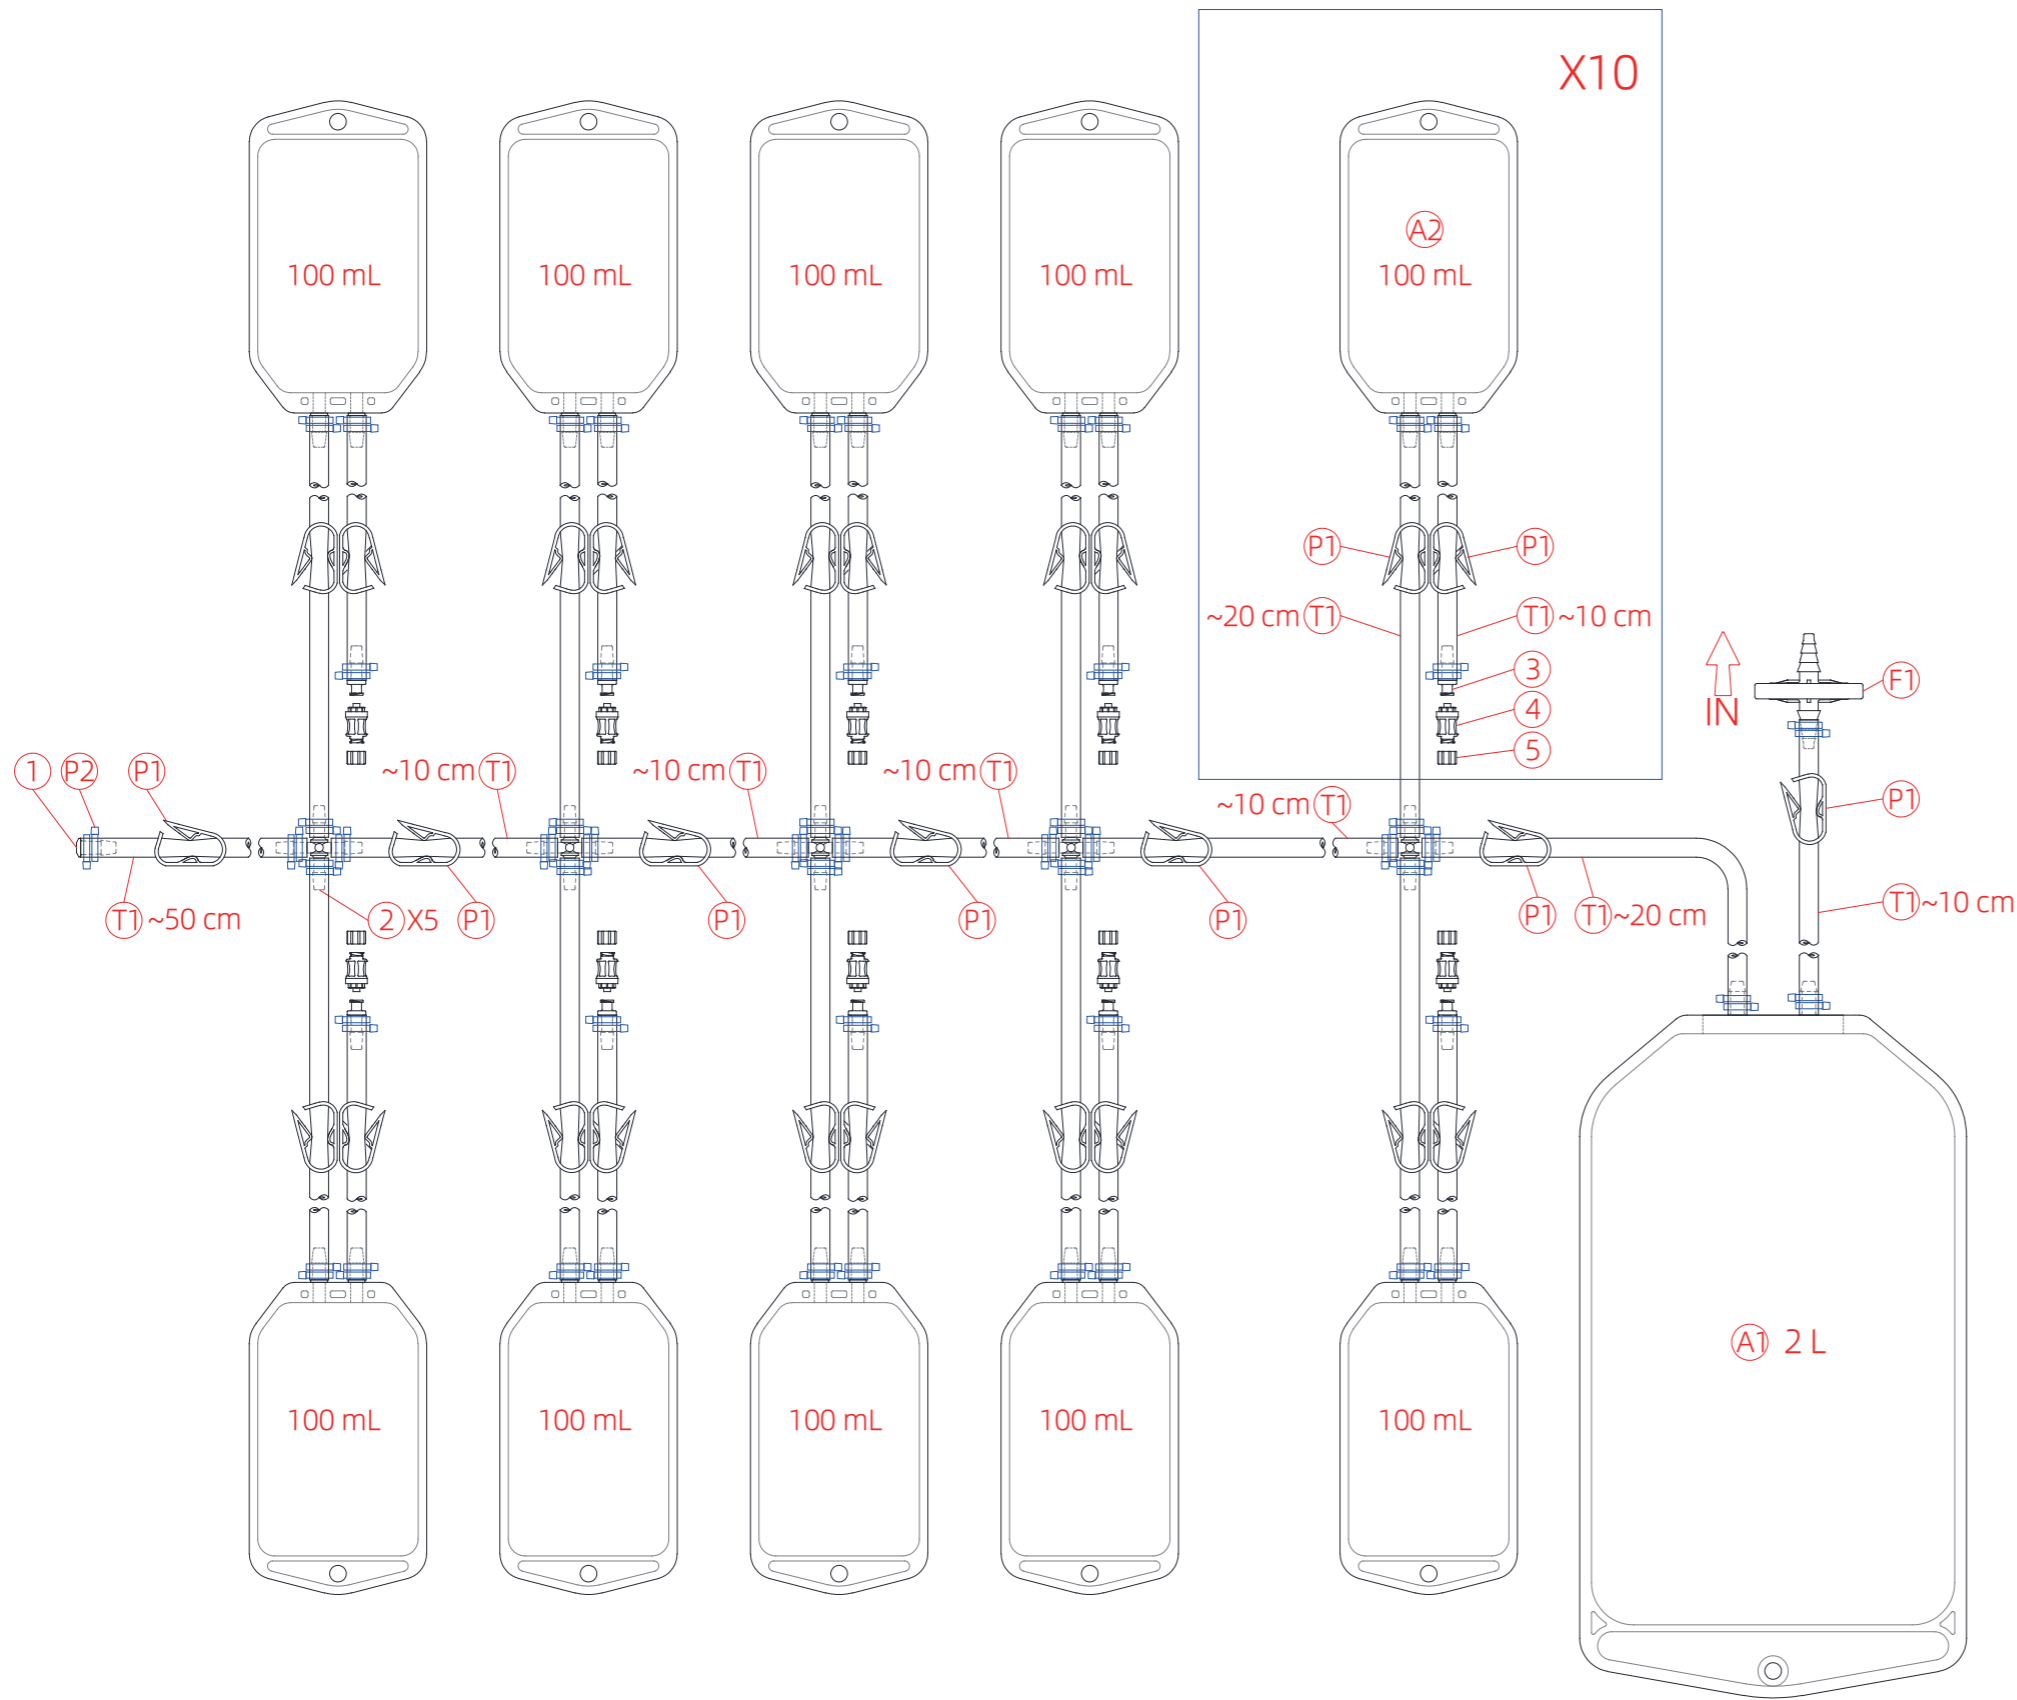 X10
A2
100 mL 100 mL 100 mL 100 mL 100 mL
P1 P1
~20 cm T1 T1 ~10 cm
3
F1
4
IN
5
1 P2 P1 ~10 cm T1 ~10 cm T1 ~10 cm T1
~10 cm T1
P1
T1 ~50 cm 2 X5 P1 P1 P1 P1 P1 T1 ~20 cm
T1 ~10 cm
A1 2 L
100 mL 100 mL 100 mL 100 mL 100 mL